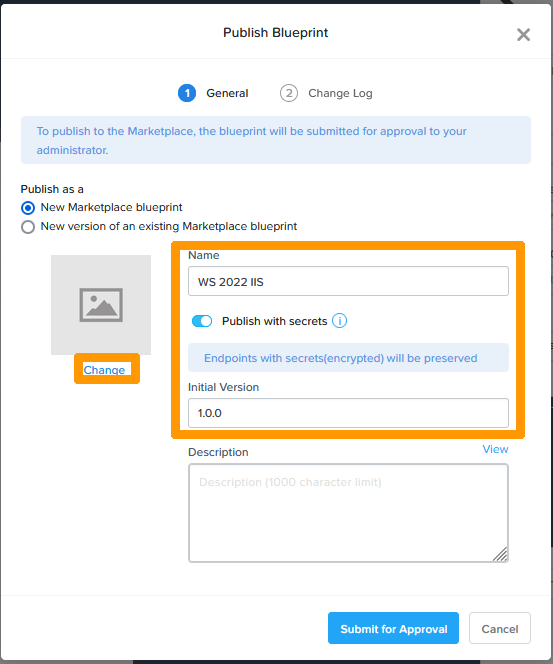 Publish Blueprint
1 General 2 Change Log
To publish to the Marketplace, the blueprint will be submitted for approval to your
administrator.
Publish as a
New Marketplace blueprint
New version of an existing Marketplace blueprint
Name
WS 2022 IIS
Publish with secrets i
Endpoints with secrets(encrypted) will be preserved
Change
Initial Version
1.0.0
Description View
Description (1000 character limit)
Submit for Approval Cancel